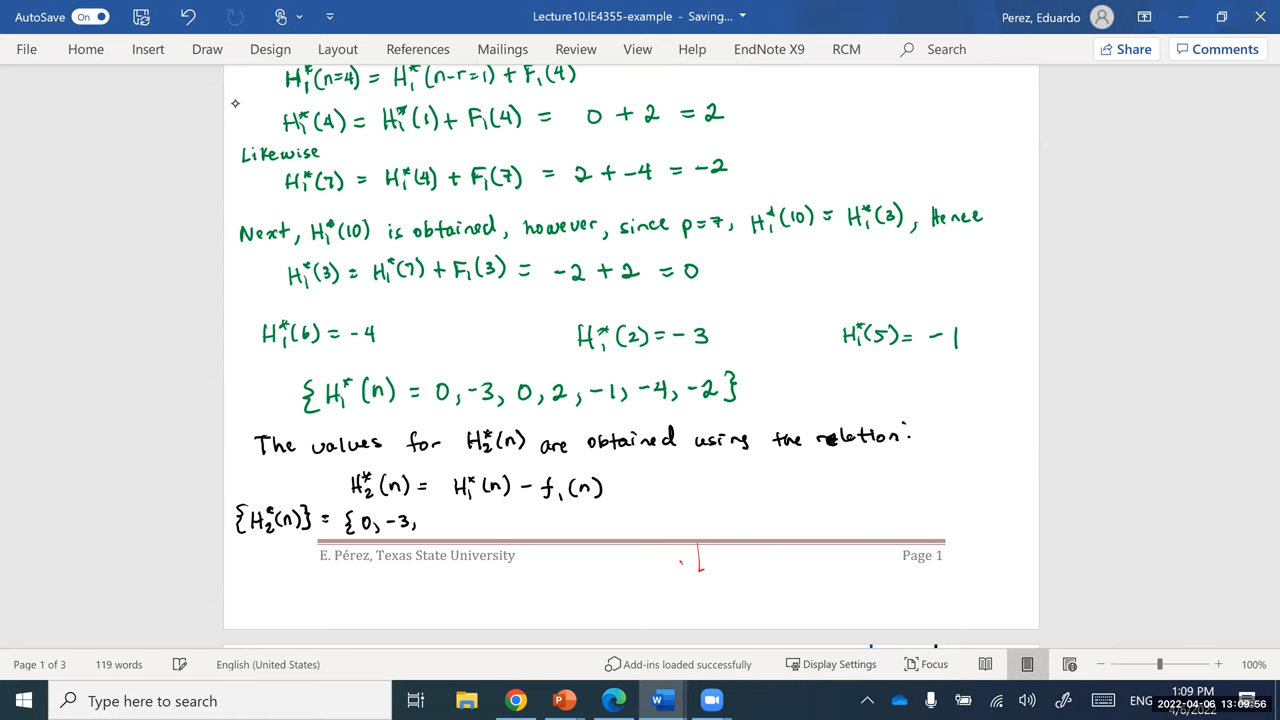 AutoSave On Lecture10.IE4355-example - Saving... Perez, Eduardo
File Home Insert Draw Design Layout References Mailings Review View Help EndNote X9 RCM Search Share Comments
H₁*(n=4) = H₁*(n-r=1) + F₁(4)
H₁*(4) = H₁*(1) + F₁(4) = 0 + 2 = 2
Likewise
H₁*(7) = H₁*(4) + F₁(7) = 2 + -4 = -2
Next, H₁*(10) is obtained, however, since p=7, H₁*(10) = H₁*(3), Hence
H₁*(3) = H₁*(7) + F₁(3) = -2 + 2 = 0
H₁*(6) = -4 H₁*(2) = -3 H₁*(5) = -1
{H₁*(n) = 0, -3, 0, 2, -1, -4, -2}
The values for H₂*(n) are obtained using the relation:
H₂*(n) = H₁*(n) - f₁(n)
{H₂*(n)} = {0, -3,
E. Pérez, Texas State University Page 1
Page 1 of 3 119 words English (United States) Add-ins loaded successfully Display Settings Focus 100%
Type here to search ENG 1:09 PM
2022-04-06 13:09:56